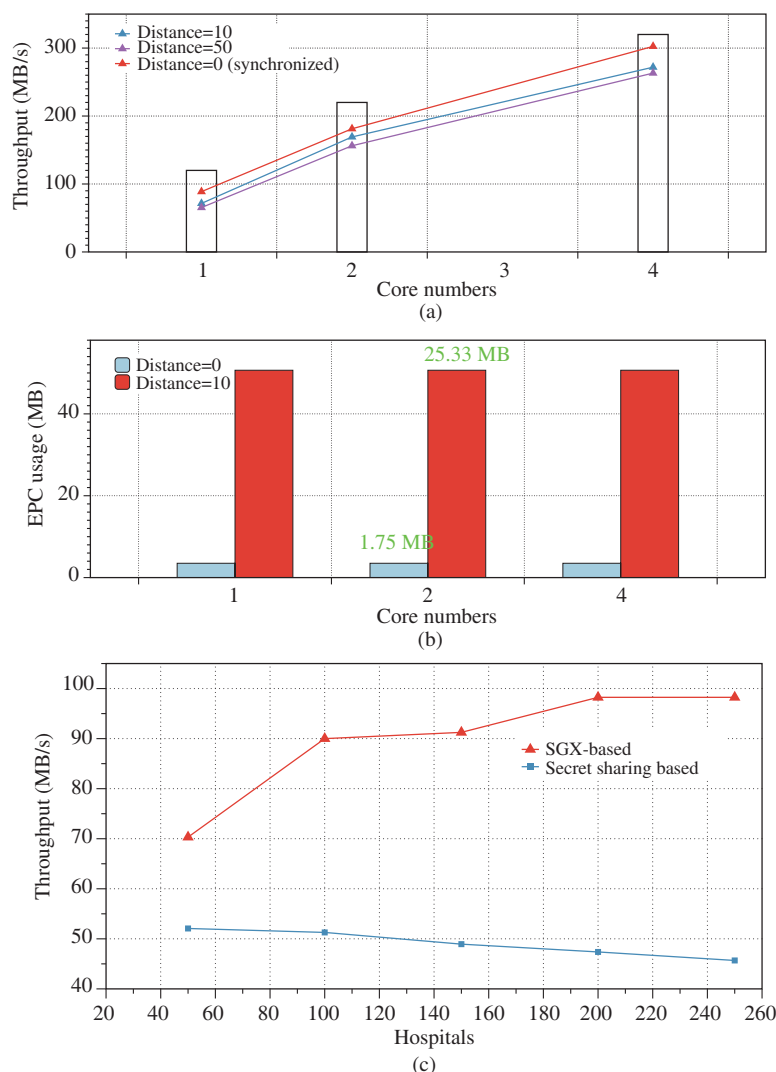 Distance=10
Distance=50
Distance=0 (synchronized)
300
200
100
0
Throughput (MB/s)
1 2 3 4
Core numbers
(a)
Distance=0
Distance=10
25.33 MB
1.75 MB
40
20
0
EPC usage (MB)
1 2 4
Core numbers
(b)
100
90
80
70
60
50
40
Throughput (MB/s)
SGX-based
Secret sharing based
20 40 60 80 100 120 140 160 180 200 220 240 260
Hospitals
(c)